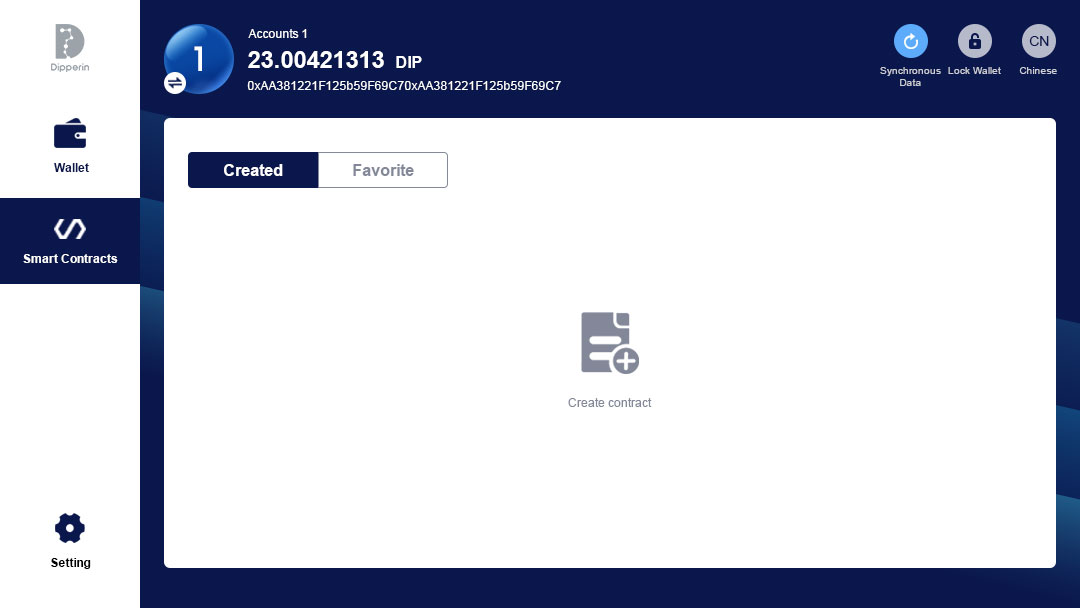 Dipperin
Wallet
Smart Contracts
Setting
1
Accounts 1
23.00421313 DIP
0xAA381221F125b59F69C70xAA381221F125b59F69C7
Synchronous
Data
Lock Wallet
CN
Chinese
Created
Favorite
Create contract